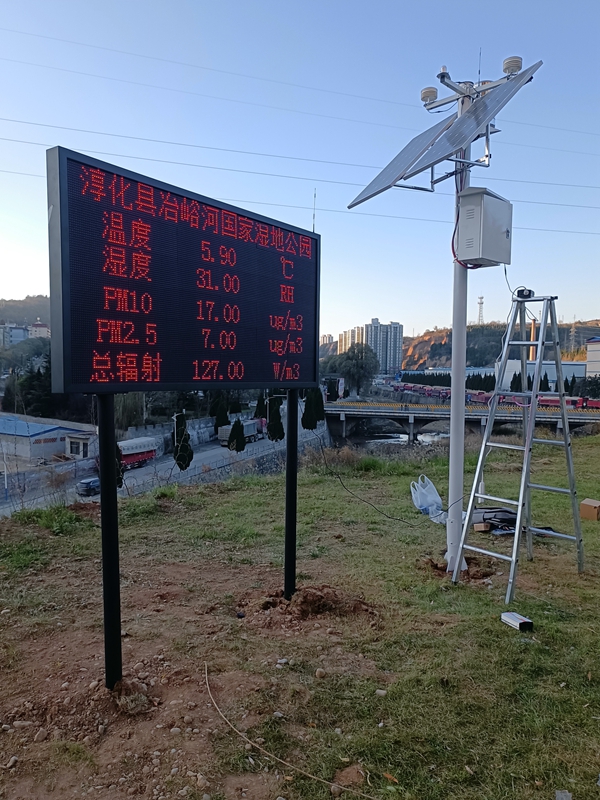 淳化县冶峪河国家湿地公园
温度 5.90 ℃
湿度 31.00 RH
PM10 17.00 ug/m3
PM2.5 7.00 ug/m3
总辐射 127.00 W/m3